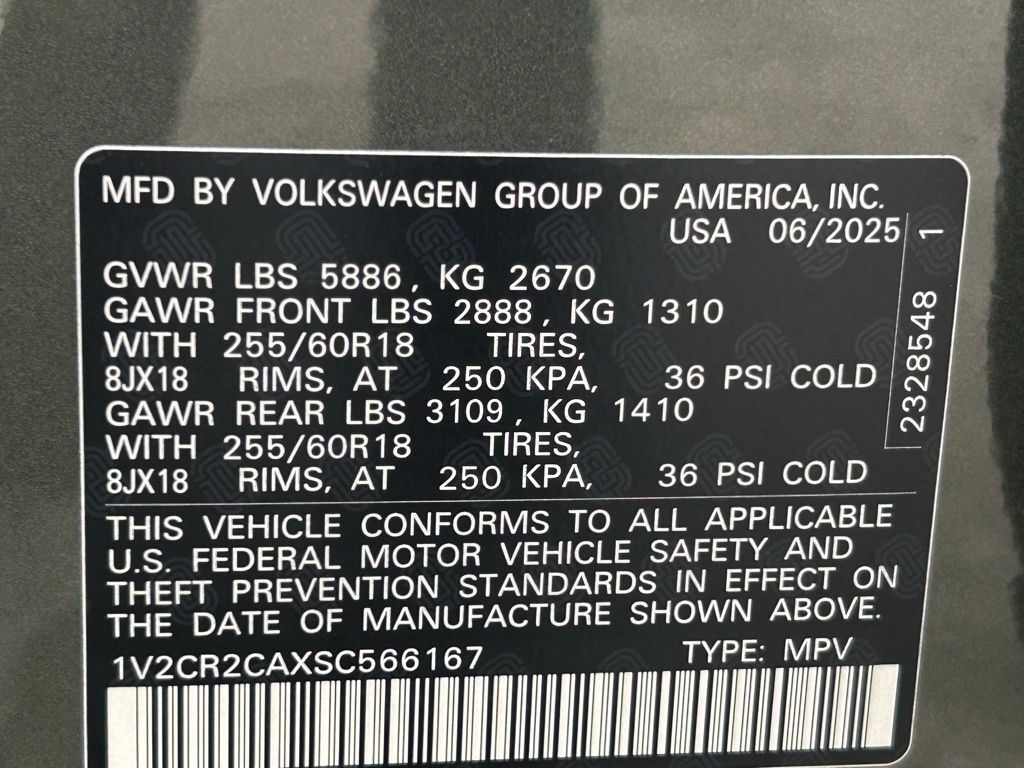 MFD BY VOLKSWAGEN GROUP OF AMERICA, INC.
USA 06/2025
GVWR LBS 5886, KG 2670
GAWR FRONT LBS 2888, KG 1310
WITH 255/60R18 TIRES,
8JX18 RIMS, AT 250 KPA, 36 PSI COLD
GAWR REAR LBS 3109, KG 1410
WITH 255/60R18 TIRES,
8JX18 RIMS, AT 250 KPA, 36 PSI COLD
2328548 1
THIS VEHICLE CONFORMS TO ALL APPLICABLE
U.S. FEDERAL MOTOR VEHICLE SAFETY AND
THEFT PREVENTION STANDARDS IN EFFECT ON
THE DATE OF MANUFACTURE SHOWN ABOVE.
1V2CR2CAXSC566167 TYPE: MPV